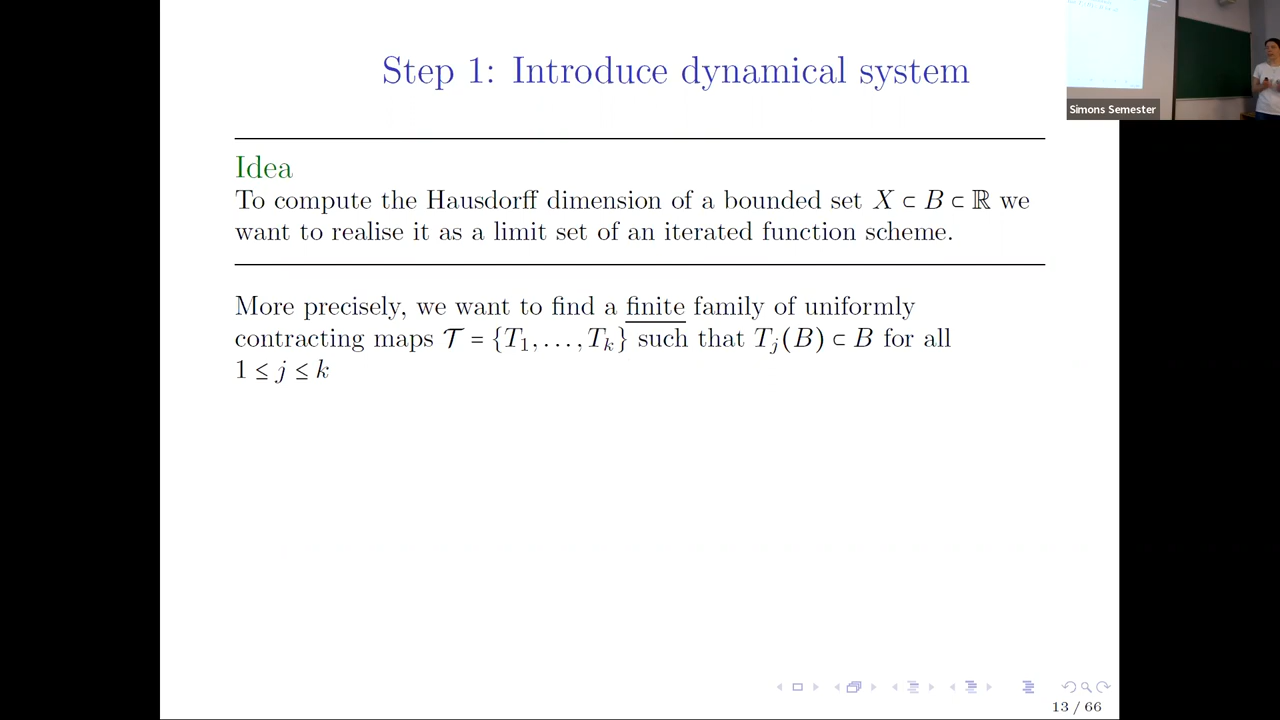 Step 1: Introduce dynamical system
Simons Semester
Idea
To compute the Hausdorff dimension of a bounded set X ⊂ B ⊂ ℝ we
want to realise it as a limit set of an iterated function scheme.
More precisely, we want to find a finite family of uniformly
contracting maps 𝒯 = {T₁, …, Tₖ} such that Tⱼ(B) ⊂ B for all
1 ≤ j ≤ k
13 / 66